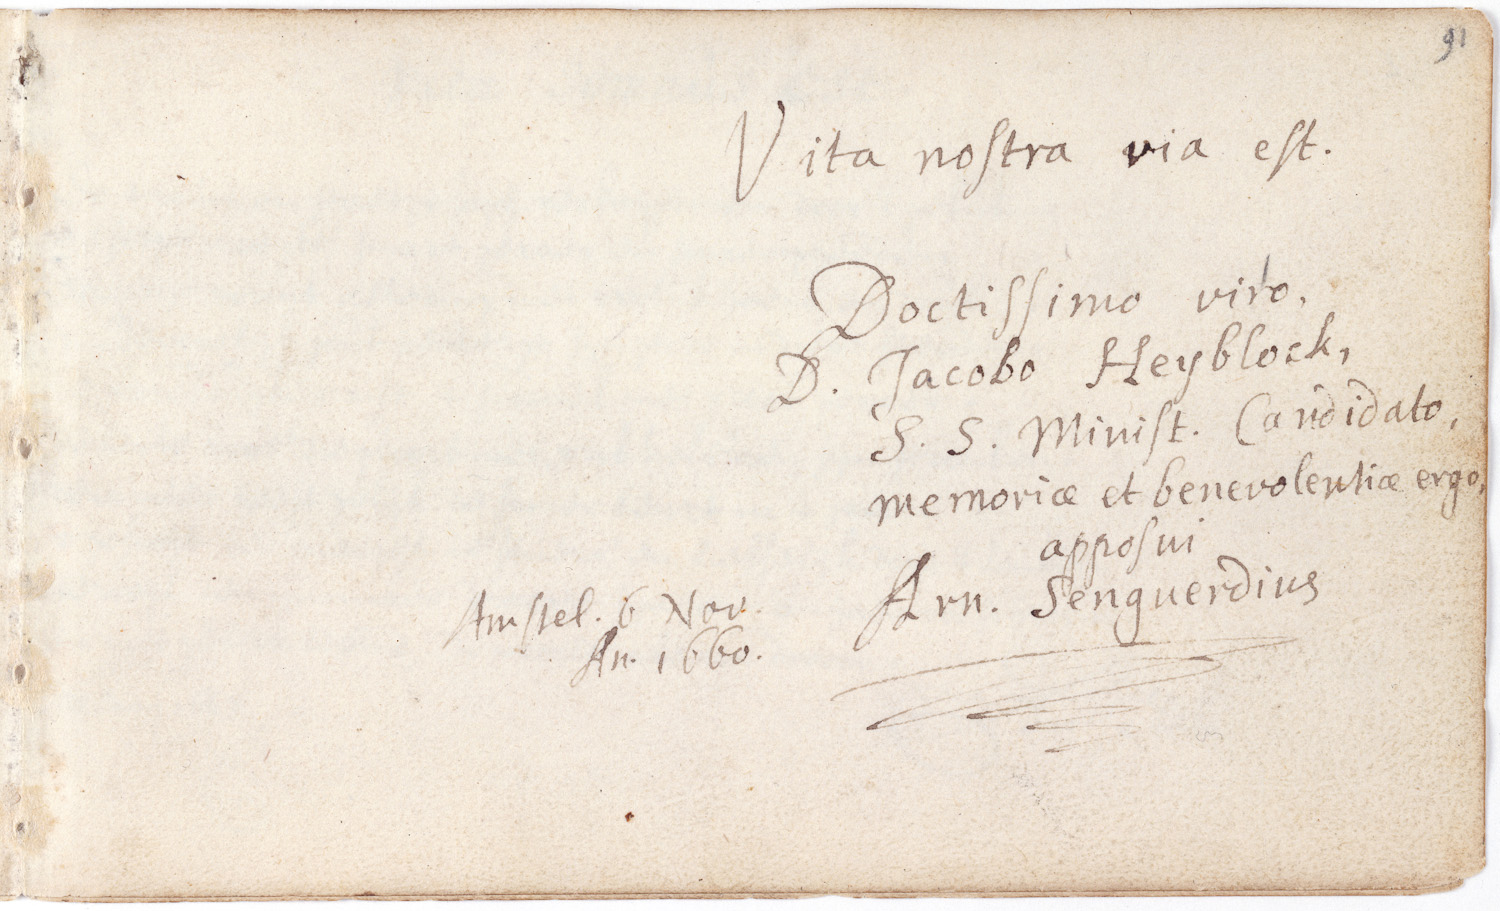 91
Vita nostra via est.
Doctissimo viro,
D. Jacobo Heyblock,
S. S. Minist. Candidato,
memoriæ et benevolentiæ ergo,
apposui
Arn. Senguerdius
Amstel. 6 Nov.
An. 1660.